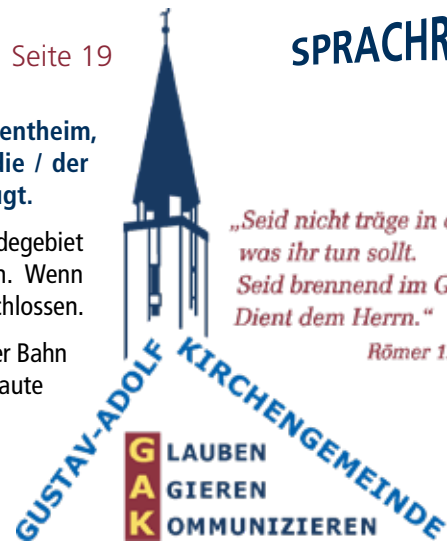 Seite 19
SPRACHR
entheim,
lie / der
gt.
degebiet
n. Wenn
hlossen.
er Bahn
aute
„Seid nicht träge in
was ihr tun sollt.
Seid brennend im G
Dient dem Herrn.“
Römer 1
GUSTAV-ADOLF KIRCHENGEMEINDE
GLAUBEN
AGIEREN
KOMMUNIZIEREN